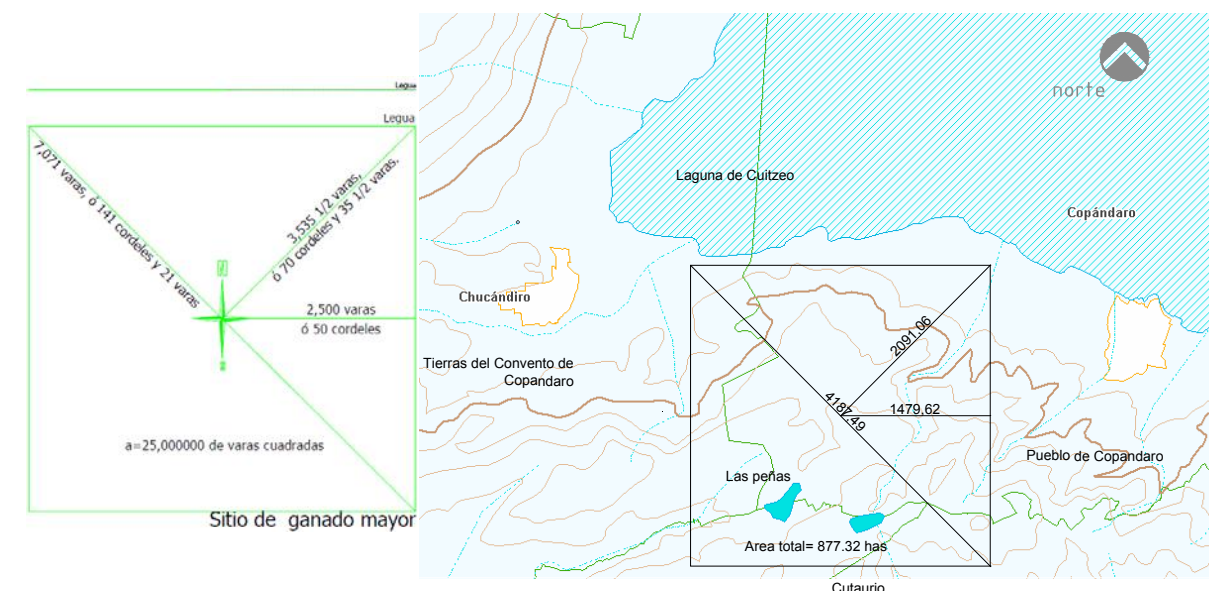 Legua
Legua
7,071 varas, ó 141 cordeles y 21 varas
3,535 1/2 varas,
ó 70 cordeles y 35 1/2 varas.
2,500 varas
ó 50 cordeles
a=25,000000 de varas cuadradas
Sitio de ganado mayor
norte
Laguna de Cuitzeo
Copándaro
Chucándiro
Tierras del Convento de
Copandaro
2091,06
4187,49
1479,62
Pueblo de Copandaro
Las peñas
Area total= 877.32 has
Cutaurio